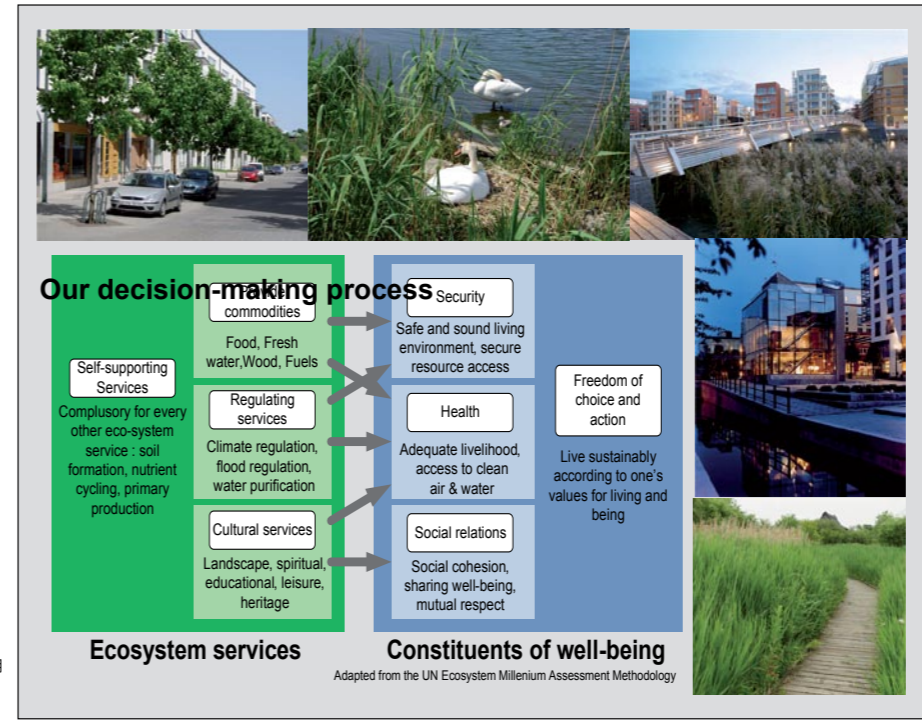 Our decision-making process
Self-supporting
Services
Complusory for every
other eco-system
service : soil
formation, nutrient
cycling, primary
production
commodities
Food, Fresh
water,Wood, Fuels
Regulating
services
Climate regulation,
flood regulation,
water purification
Cultural services
Landscape, spiritual,
educational, leisure,
heritage
Ecosystem services
Security
Safe and sound living
environment, secure
resource access
Health
Adequate livelihood,
access to clean
air & water
Social relations
Social cohesion,
sharing well-being,
mutual respect
Freedom of
choice and
action
Live sustainably
according to one's
values for living and
being
Constituents of well-being
Adapted from the UN Ecosystem Millenium Assessment Methodology